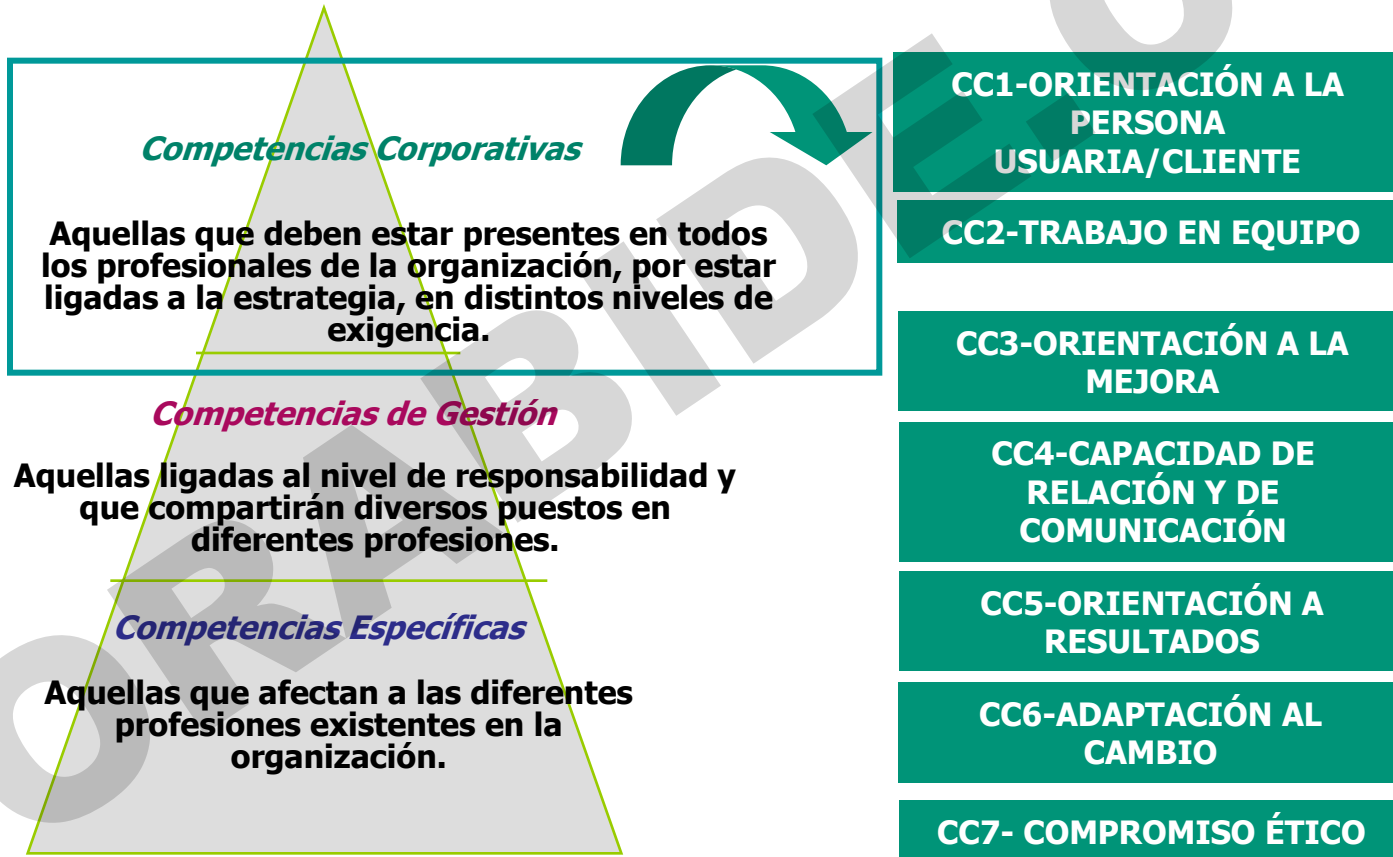 Competencias Corporativas
Aquellas que deben estar presentes en todos
los profesionales de la organización, por estar
ligadas a la estrategia, en distintos niveles de
exigencia.
Competencias de Gestión
Aquellas ligadas al nivel de responsabilidad y
que compartirán diversos puestos en
diferentes profesiones.
Competencias Específicas
Aquellas que afectan a las diferentes
profesiones existentes en la
organización.
CC1-ORIENTACIÓN A LA
PERSONA
USUARIA/CLIENTE
CC2-TRABAJO EN EQUIPO
CC3-ORIENTACIÓN A LA
MEJORA
CC4-CAPACIDAD DE
RELACIÓN Y DE
COMUNICACIÓN
CC5-ORIENTACIÓN A
RESULTADOS
CC6-ADAPTACIÓN AL
CAMBIO
CC7- COMPROMISO ÉTICO
ORABIDE.